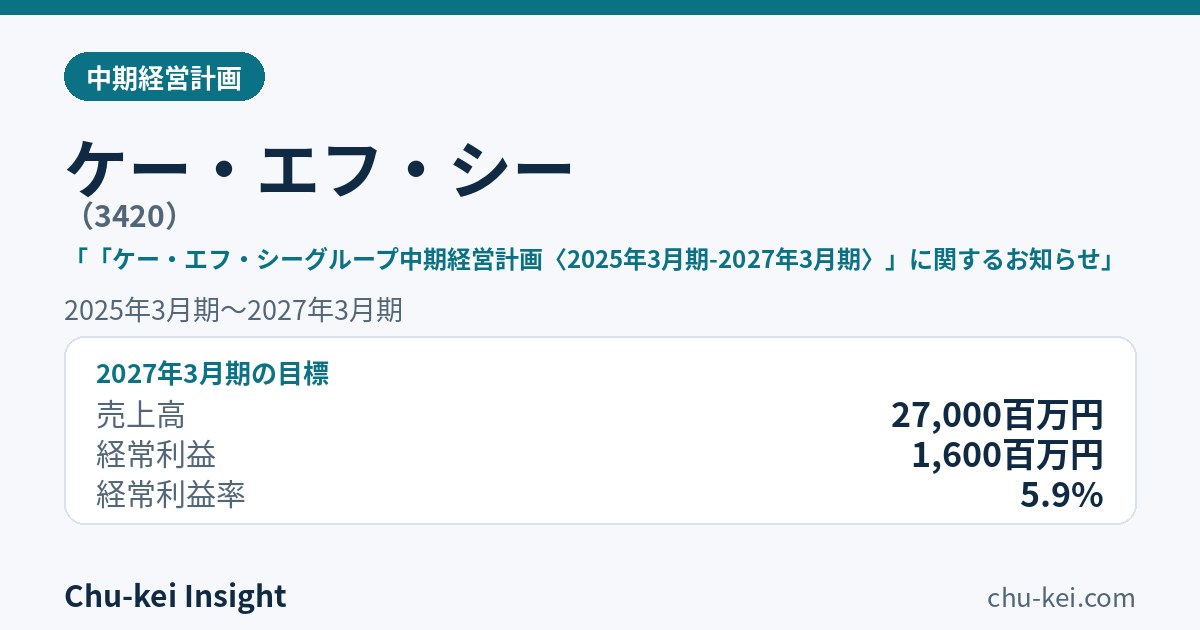 中期経営計画
ケー・エフ・シー
（3420）
「「ケー・エフ・シーグループ中期経営計画〈2025年3月期-2027年3月期〉」に関するお知らせ」
2025年3月期〜2027年3月期
2027年3月期の目標
売上高 27,000百万円
経常利益 1,600百万円
経常利益率 5.9%
Chu-kei Insight chu-kei.com